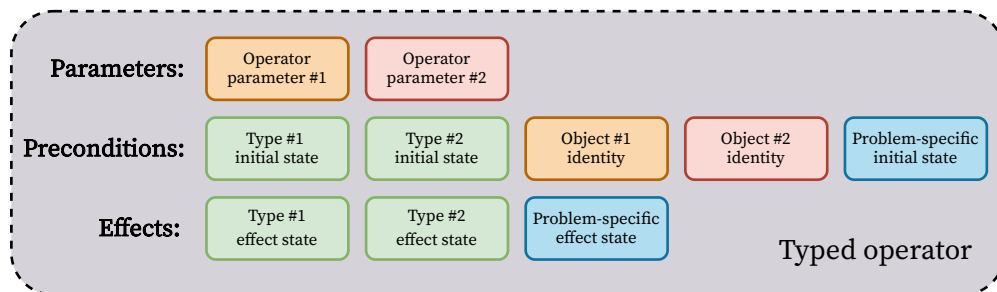 Parameters:
Operator
parameter #1
Operator
parameter #2
Preconditions:
Type #1
initial state
Type #2
initial state
Object #1
identity
Object #2
identity
Problem-specific
initial state
Effects:
Type #1
effect state
Type #2
effect state
Problem-specific
effect state
Typed operator